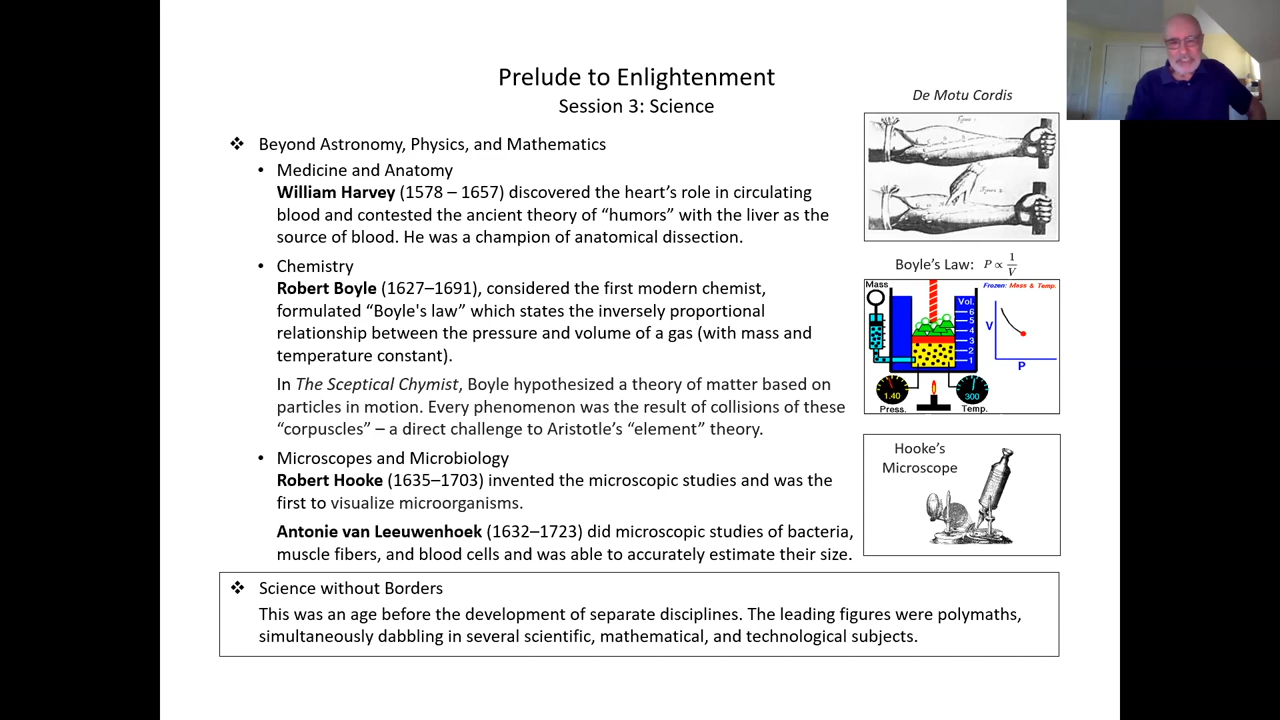 Prelude to Enlightenment
Session 3: Science
❖ Beyond Astronomy, Physics, and Mathematics
• Medicine and Anatomy
William Harvey (1578 – 1657) discovered the heart’s role in circulating
blood and contested the ancient theory of “humors” with the liver as the
source of blood. He was a champion of anatomical dissection.
• Chemistry
Robert Boyle (1627–1691), considered the first modern chemist,
formulated “Boyle's law” which states the inversely proportional
relationship between the pressure and volume of a gas (with mass and
temperature constant).
In The Sceptical Chymist, Boyle hypothesized a theory of matter based on
particles in motion. Every phenomenon was the result of collisions of these
“corpuscles” – a direct challenge to Aristotle’s “element” theory.
• Microscopes and Microbiology
Robert Hooke (1635–1703) invented the microscopic studies and was the
first to visualize microorganisms.
Antonie van Leeuwenhoek (1632–1723) did microscopic studies of bacteria,
muscle fibers, and blood cells and was able to accurately estimate their size.
❖ Science without Borders
This was an age before the development of separate disciplines. The leading figures were polymaths,
simultaneously dabbling in several scientific, mathematical, and technological subjects.
De Motu Cordis
Boyle’s Law: P ∝ 1/V
Mass
Frozen: Mass & Temp.
Vol.
6
5
4
3
2
1
V
P
1.40
300
Press.
Temp.
Hooke’s
Microscope